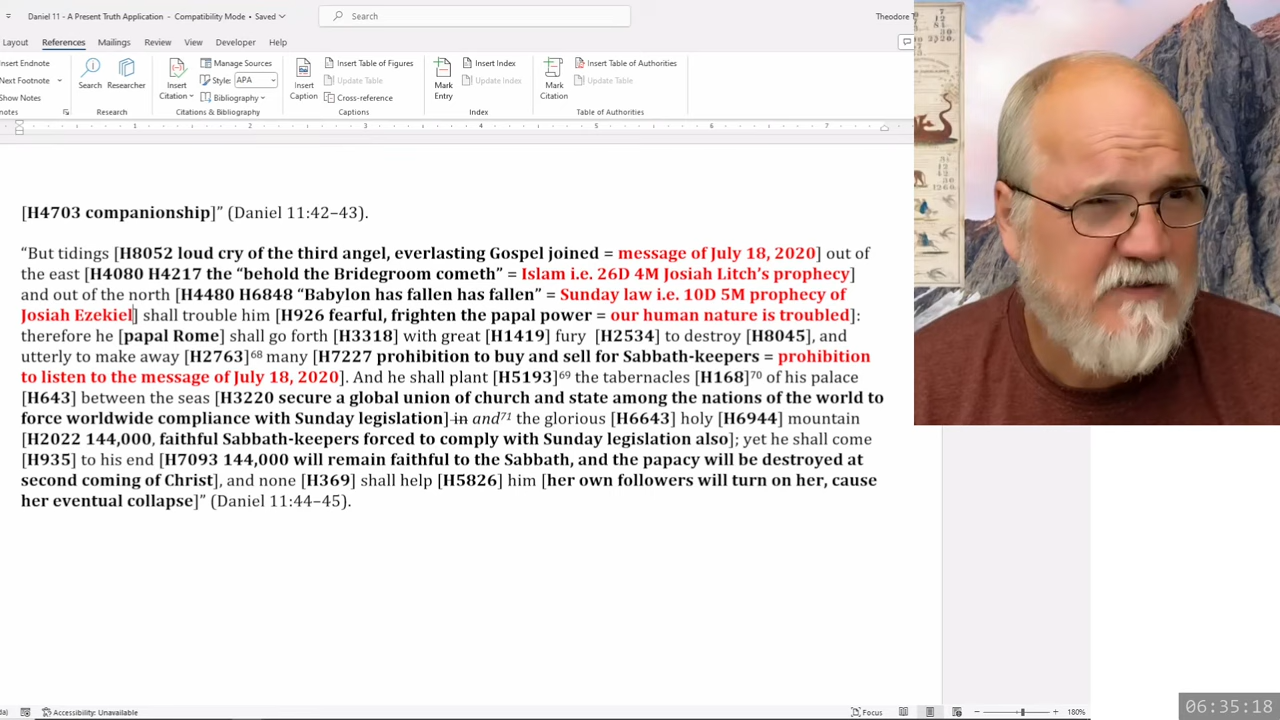 Daniel 11 - A Present Truth Application - Compatibility Mode • Saved
Search
Theodore T
Layout References Mailings Review View Developer Help
nsert Endnote
Next Footnote
Show Notes
notes
Search
Researcher
Research
Insert
Citation
Manage Sources
Style: APA
Bibliography
Citations & Bibliography
Insert
Caption
Insert Table of Figures
Update Table
Cross-reference
Captions
Mark
Entry
Insert Index
Update Index
Index
Mark
Citation
Insert Table of Authorities
Update Table
Table of Authorities
1 2 3 4 5 6 7
[H4703 companionship]” (Daniel 11:42–43).
“But tidings [H8052 loud cry of the third angel, everlasting Gospel joined = message of July 18, 2020] out of
the east [H4080 H4217 the “behold the Bridegroom cometh” = Islam i.e. 26D 4M Josiah Litch’s prophecy]
and out of the north [H4480 H6848 “Babylon has fallen has fallen” = Sunday law i.e. 10D 5M prophecy of
Josiah Ezekiel] shall trouble him [H926 fearful, frighten the papal power = our human nature is troubled]:
therefore he [papal Rome] shall go forth [H3318] with great [H1419] fury [H2534] to destroy [H8045], and
utterly to make away [H2763]68 many [H7227 prohibition to buy and sell for Sabbath-keepers = prohibition
to listen to the message of July 18, 2020]. And he shall plant [H5193]69 the tabernacles [H168]70 of his palace
[H643] between the seas [H3220 secure a global union of church and state among the nations of the world to
force worldwide compliance with Sunday legislation] in and71 the glorious [H6643] holy [H6944] mountain
[H2022 144,000, faithful Sabbath-keepers forced to comply with Sunday legislation also]; yet he shall come
[H935] to his end [H7093 144,000 will remain faithful to the Sabbath, and the papacy will be destroyed at
second coming of Christ], and none [H369] shall help [H5826] him [her own followers will turn on her, cause
her eventual collapse]” (Daniel 11:44–45).
Accessibility: Unavailable
Focus
180%
06:35:18